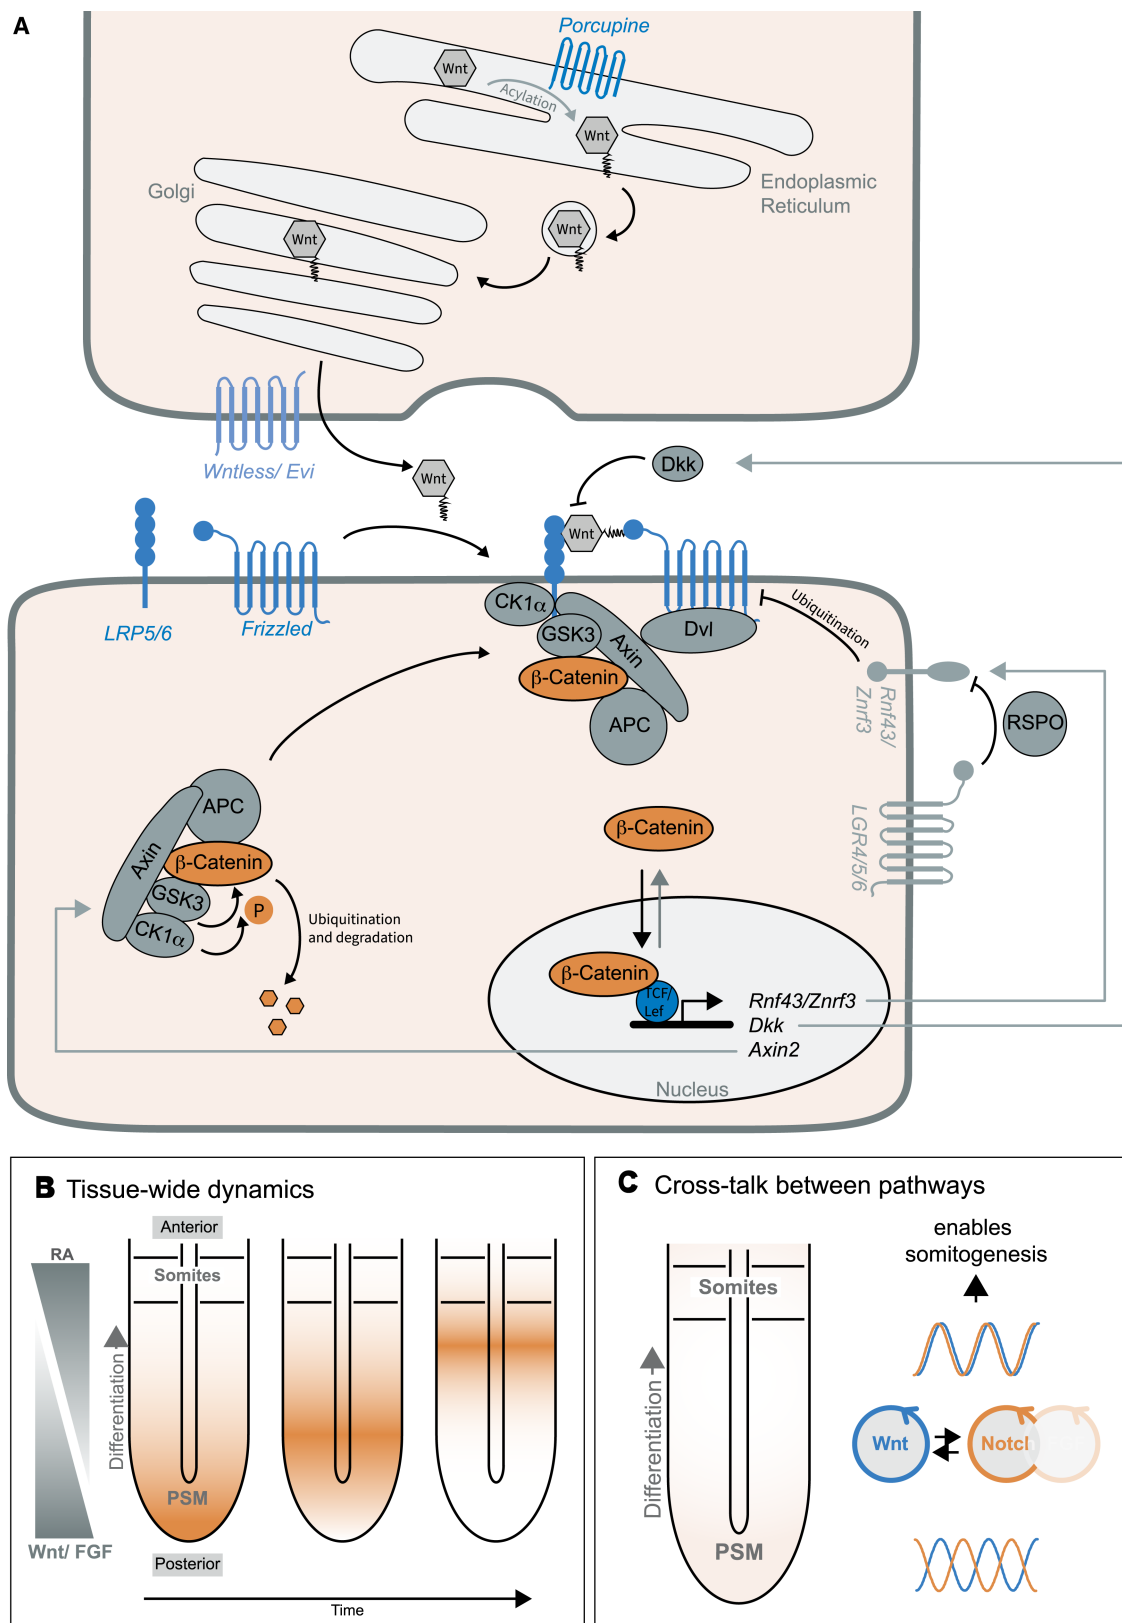 A
Porcupine
Wnt
Acylation
Wnt
Endoplasmic
Reticulum
Golgi
Wnt
Wnt
Wntless/ Evi
Wnt
Dkk
Wnt
LRP5/6
Frizzled
CK1α
GSK3
Axin
Dvl
Ubiquitination
β-Catenin
APC
Rnf43/
Znrf3
RSPO
LGR4/5/6
APC
Axin
β-Catenin
GSK3
CK1α
P
Ubiquitination
and degradation
β-Catenin
β-Catenin
TCF/
Lef
Rnf43/Znrf3
Dkk
Axin2
Nucleus
B Tissue-wide dynamics
Anterior
RA
Somites
Differentiation
PSM
Wnt/ FGF
Posterior
Time
C Cross-talk between pathways
enables
somitogenesis
Somites
Differentiation
Wnt
PSM